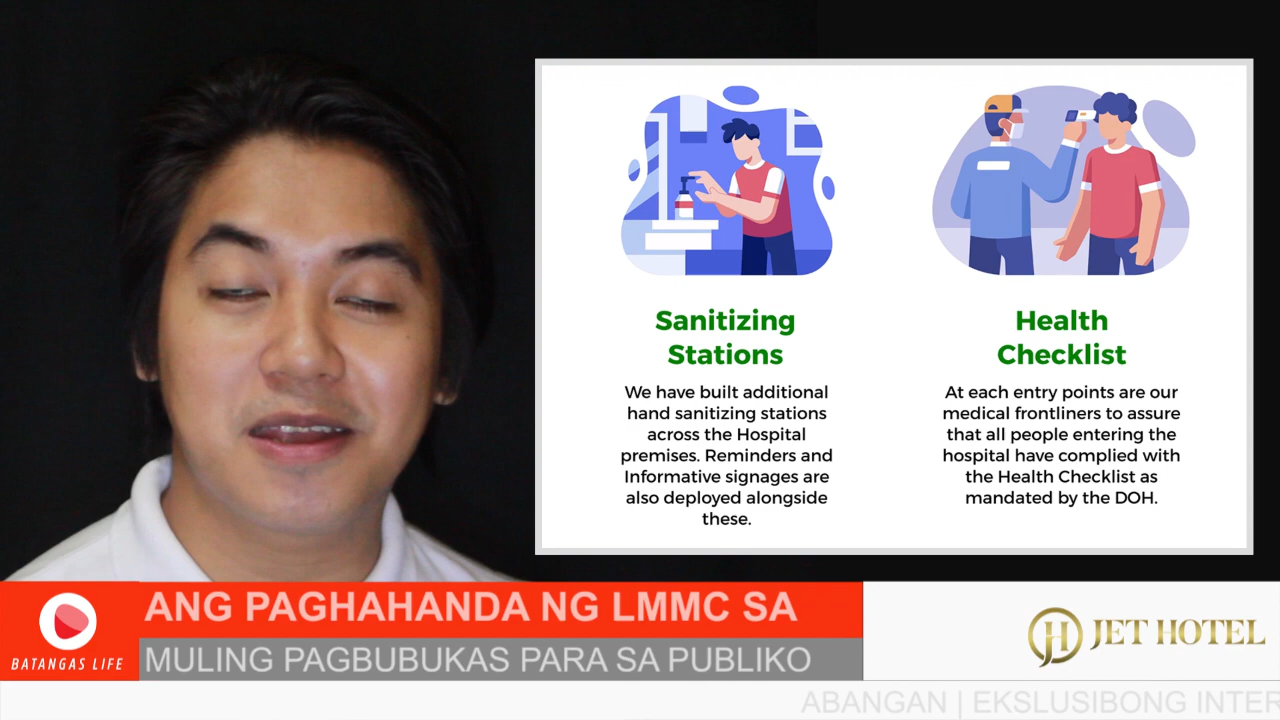 Sanitizing
Stations
We have built additional
hand sanitizing stations
across the Hospital
premises. Reminders and
Informative signages are
also deployed alongside
these.
Health
Checklist
At each entry points are our
medical frontliners to assure
that all people entering the
hospital have complied with
the Health Checklist as
mandated by the DOH.
ANG PAGHAHANDA NG LMMC SA
MULING PAGBUBUKAS PARA SA PUBLIKO
BATANGAS LIFE
JH JET HOTEL
ABANGAN | EKSLUSIBONG INTER